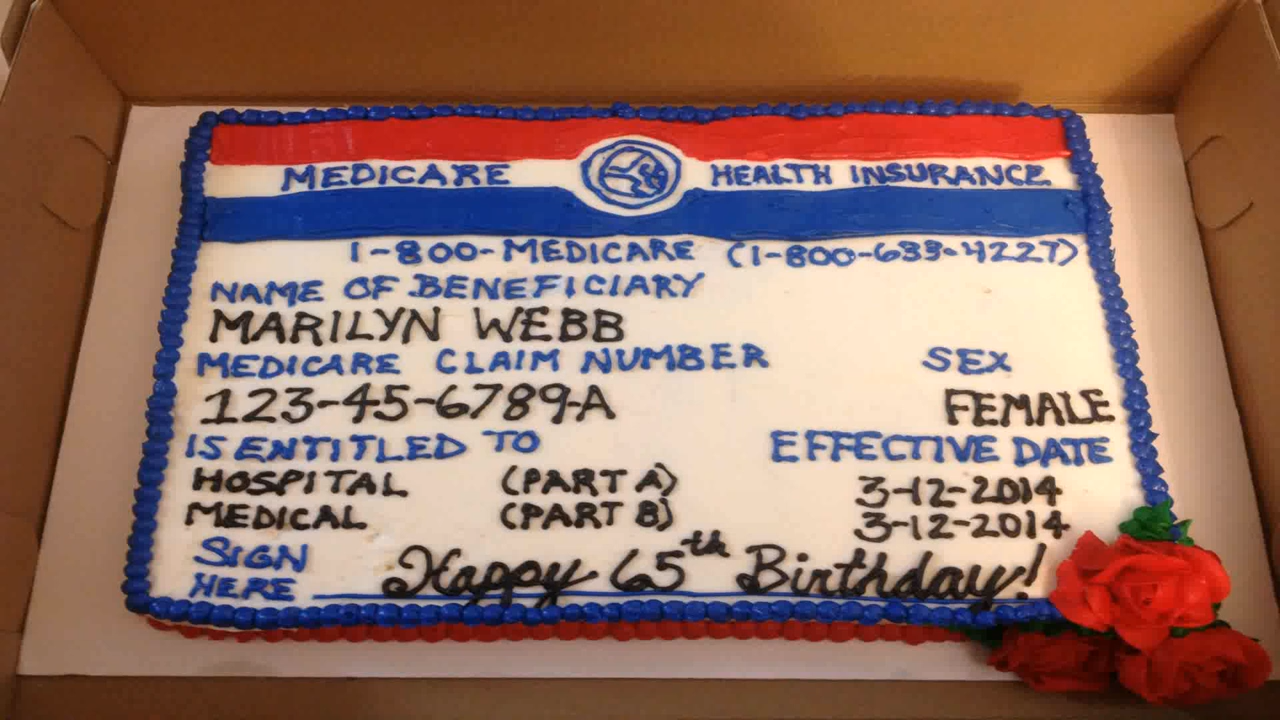 MEDICARE HEALTH INSURANCE
1-800-MEDICARE (1-800-633-4227)
NAME OF BENEFICIARY
MARILYN WEBB
MEDICARE CLAIM NUMBER SEX
123-45-6789-A FEMALE
IS ENTITLED TO EFFECTIVE DATE
HOSPITAL (PART A) 3-12-2014
MEDICAL (PART B) 3-12-2014
SIGN
HERE Happy 65th Birthday!